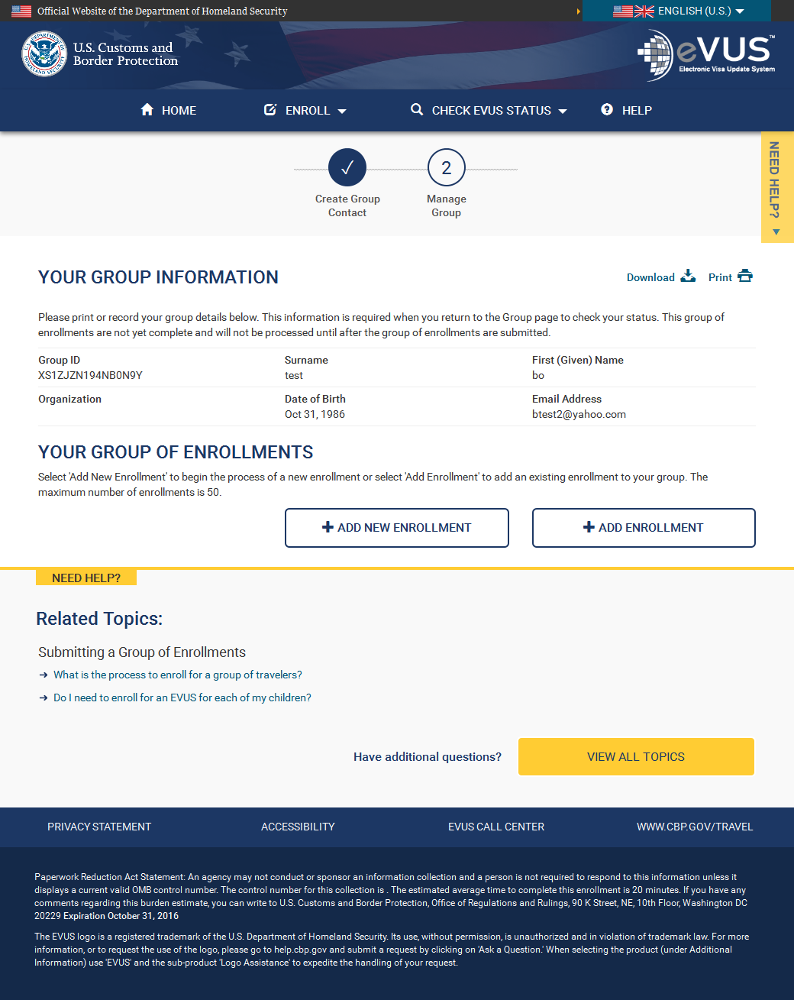 Official Website of the Department of Homeland Security
ENGLISH (U.S.)
U.S. Customs and
Border Protection
eVUS™
Electronic Visa Update System
HOME
ENROLL
CHECK EVUS STATUS
HELP
NEED HELP?
2
Create Group
Contact
Manage
Group
YOUR GROUP INFORMATION
Download
Print
Please print or record your group details below. This information is required when you return to the Group page to check your status. This group of
enrollments are not yet complete and will not be processed until after the group of enrollments are submitted.
Group ID
XS1ZJZN194NB0N9Y
Surname
test
First (Given) Name
bo
Organization
Date of Birth
Oct 31, 1986
Email Address
btest2@yahoo.com
YOUR GROUP OF ENROLLMENTS
Select 'Add New Enrollment' to begin the process of a new enrollment or select 'Add Enrollment' to add an existing enrollment to your group. The
maximum number of enrollments is 50.
ADD NEW ENROLLMENT
ADD ENROLLMENT
NEED HELP?
Related Topics:
Submitting a Group of Enrollments
What is the process to enroll for a group of travelers?
Do I need to enroll for an EVUS for each of my children?
Have additional questions?
VIEW ALL TOPICS
PRIVACY STATEMENT
ACCESSIBILITY
EVUS CALL CENTER
WWW.CBP.GOV/TRAVEL
Paperwork Reduction Act Statement: An agency may not conduct or sponsor an information collection and a person is not required to respond to this information unless it
displays a current valid OMB control number. The control number for this collection is . The estimated average time to complete this enrollment is 20 minutes. If you have any
comments regarding this burden estimate, you can write to U.S. Customs and Border Protection, Office of Regulations and Rulings, 90 K Street, NE, 10th Floor, Washington DC
20229 Expiration October 31, 2016
The EVUS logo is a registered trademark of the U.S. Department of Homeland Security. Its use, without permission, is unauthorized and in violation of trademark law. For more
information, or to request the use of the logo, please go to help.cbp.gov and submit a request by clicking on 'Ask a Question.' When selecting the product (under Additional
Information) use 'EVUS' and the sub-product 'Logo Assistance' to expedite the handling of your request.